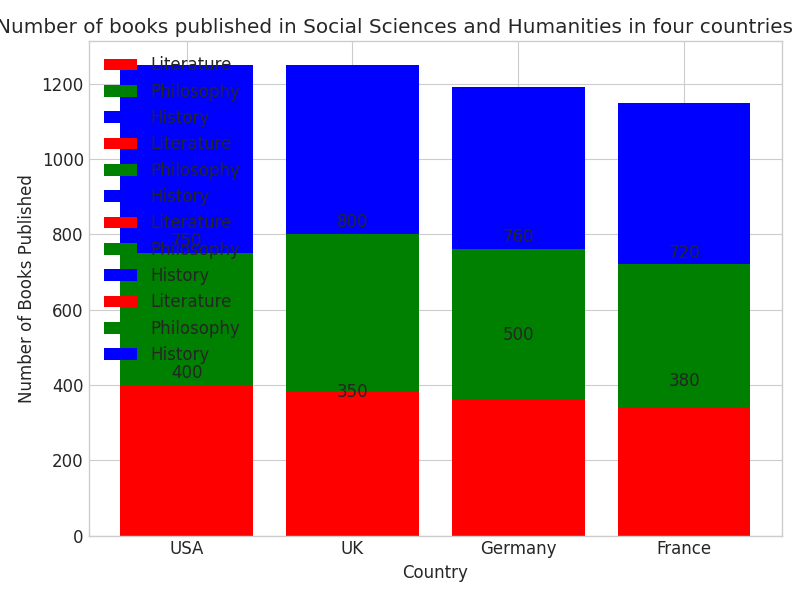 Number of books published in Social Sciences and Humanities in four countries
Number of Books Published
1200
1000
800
600
400
200
0
Literature
Philosophy
History
Literature
Philosophy
History
Literature
Philosophy
History
Literature
Philosophy
History
750
800
760
720
400
350
500
380
USA
UK
Germany
France
Country